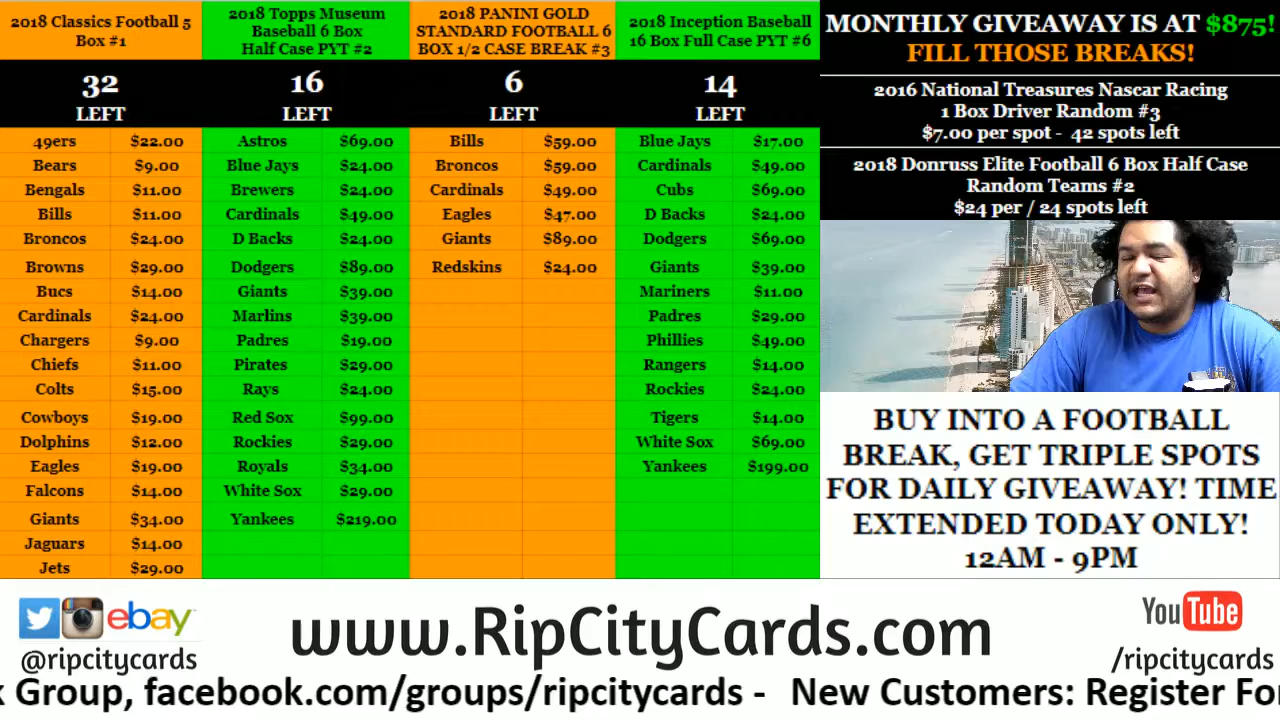 2018 Classics Football 5
Box #1
32
LEFT
49ers $22.00
Bears $9.00
Bengals $11.00
Bills $11.00
Broncos $24.00
Browns $29.00
Bucs $14.00
Cardinals $24.00
Chargers $9.00
Chiefs $11.00
Colts $15.00
Cowboys $19.00
Dolphins $12.00
Eagles $19.00
Falcons $14.00
Giants $34.00
Jaguars $14.00
Jets $29.00
2018 Topps Museum
Baseball 6 Box
Half Case PYT #2
16
LEFT
Astros $69.00
Blue Jays $24.00
Brewers $24.00
Cardinals $49.00
D Backs $24.00
Dodgers $89.00
Giants $39.00
Marlins $39.00
Padres $19.00
Pirates $29.00
Rays $24.00
Red Sox $99.00
Rockies $29.00
Royals $34.00
White Sox $29.00
Yankees $219.00
2018 PANINI GOLD
STANDARD FOOTBALL 6
BOX 1/2 CASE BREAK #3
6
LEFT
Bills $59.00
Broncos $59.00
Cardinals $49.00
Eagles $47.00
Giants $89.00
Redskins $24.00
2018 Inception Baseball
16 Box Full Case PYT #6
14
LEFT
Blue Jays $17.00
Cardinals $49.00
Cubs $69.00
D Backs $24.00
Dodgers $69.00
Giants $39.00
Mariners $11.00
Padres $29.00
Phillies $49.00
Rangers $14.00
Rockies $24.00
Tigers $14.00
White Sox $69.00
Yankees $199.00
MONTHLY GIVEAWAY IS AT $875!
FILL THOSE BREAKS!
2016 National Treasures Nascar Racing
1 Box Driver Random #3
$7.00 per spot - 42 spots left
2018 Donruss Elite Football 6 Box Half Case
Random Teams #2
$24 per / 24 spots left
BUY INTO A FOOTBALL
BREAK, GET TRIPLE SPOTS
FOR DAILY GIVEAWAY! TIME
EXTENDED TODAY ONLY!
12AM - 9PM
ebay
@ripcitycards
www.RipCityCards.com
YouTube
/ripcitycards
k Group, facebook.com/groups/ripcitycards - New Customers: Register For